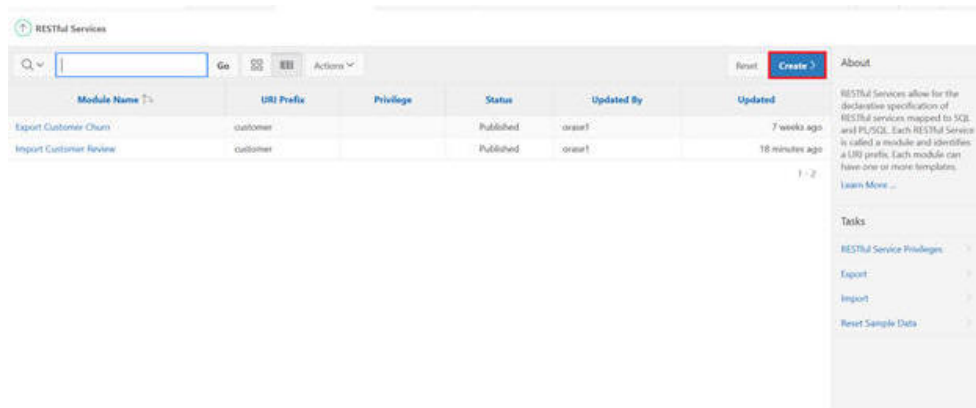 RESTful Services
Go
Actions
Reset
Create >
Module Name
URI Prefix
Privilege
Status
Updated By
Updated
Export Customer Churn
customer
Published
orase1
7 weeks ago
Import Customer Review
customer
Published
orase1
18 minutes ago
1 - 2
About
RESTful Services allow for the
declarative specification of
RESTful services mapped to SQL
and PL/SQL. Each RESTful Service
is called a module and identifies
a URI prefix. Each module can
have one or more templates.
Learn More ...
Tasks
RESTful Service Privileges
Export
Import
Reset Sample Data